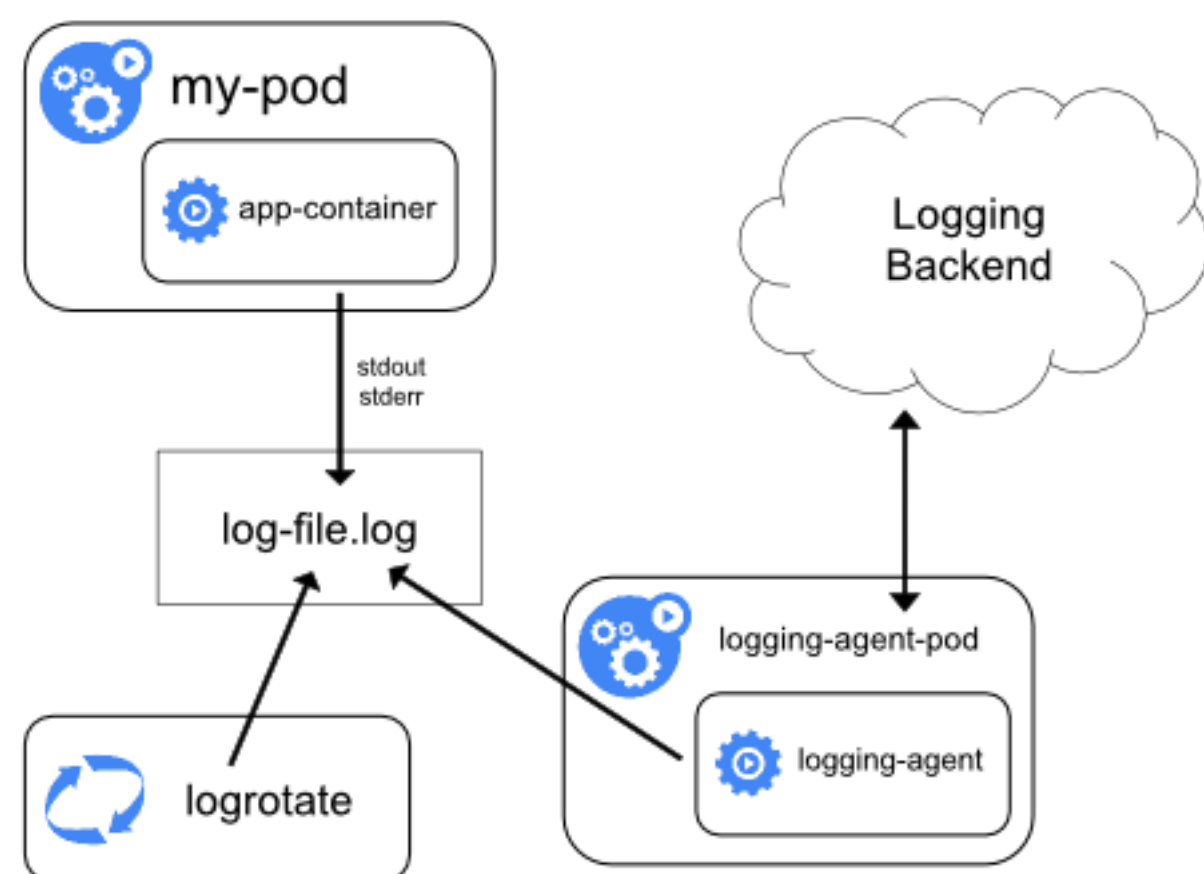 my-pod
app-container
stdout
stderr
Logging
Backend
log-file.log
logging-agent-pod
logging-agent
logrotate